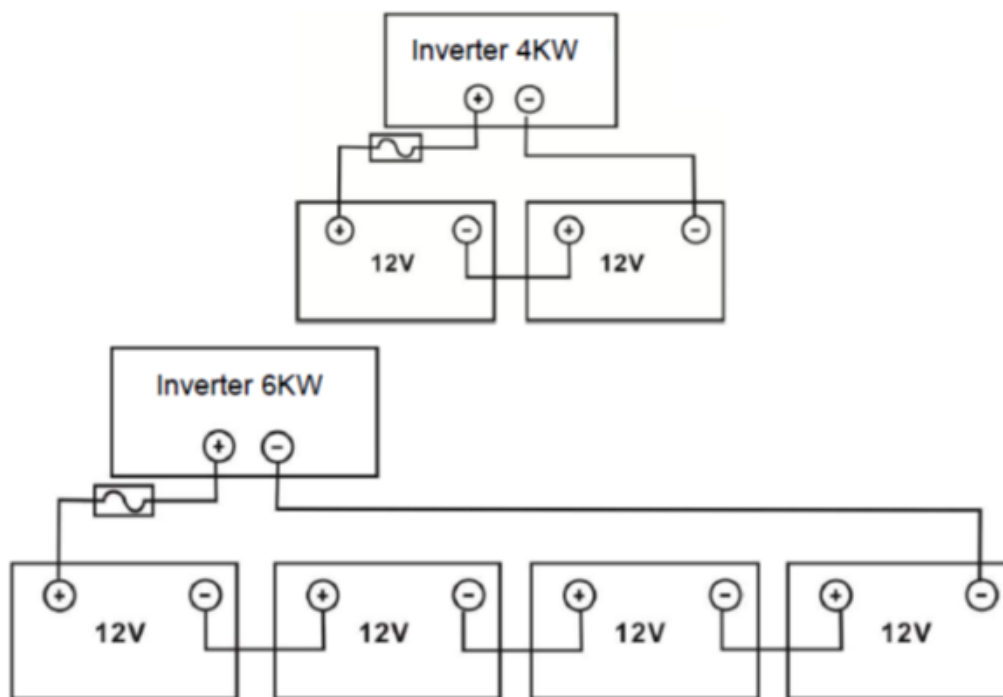 Inverter 4KW
+ −
+ − + −
12V 12V
Inverter 6KW
+ −
+ − + − + − + −
12V 12V 12V 12V